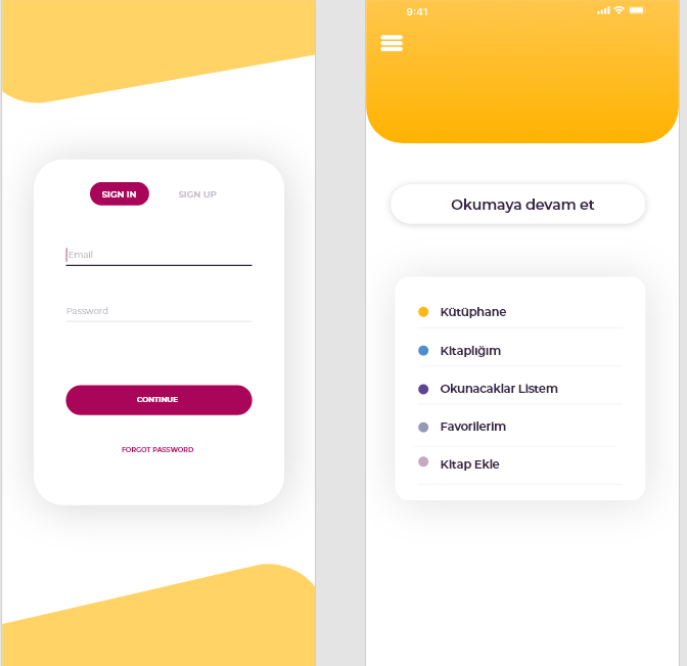 SIGN IN SIGN UP
Email
Password
CONTINUE
FORGOT PASSWORD
9:41
Okumaya devam et
Kütüphane
Kitaplığım
Okunacaklar Listem
Favorilerim
Kitap Ekle